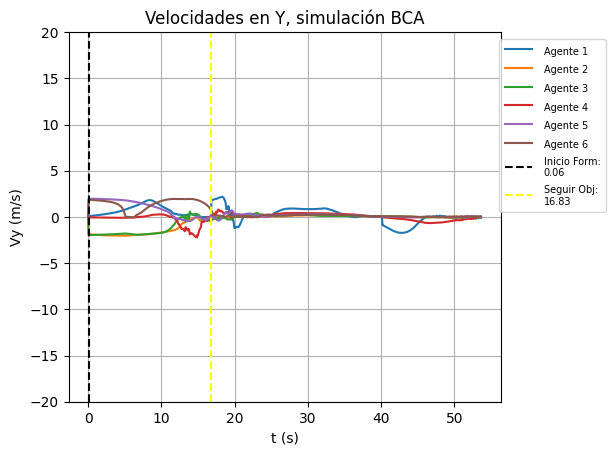 Velocidades en Y, simulación BCA
Vy (m/s)
20
15
10
5
0
−5
−10
−15
−20
0
10
20
30
40
50
t (s)
Agente 1
Agente 2
Agente 3
Agente 4
Agente 5
Agente 6
Inicio Form:
0.06
Seguir Obj:
16.83